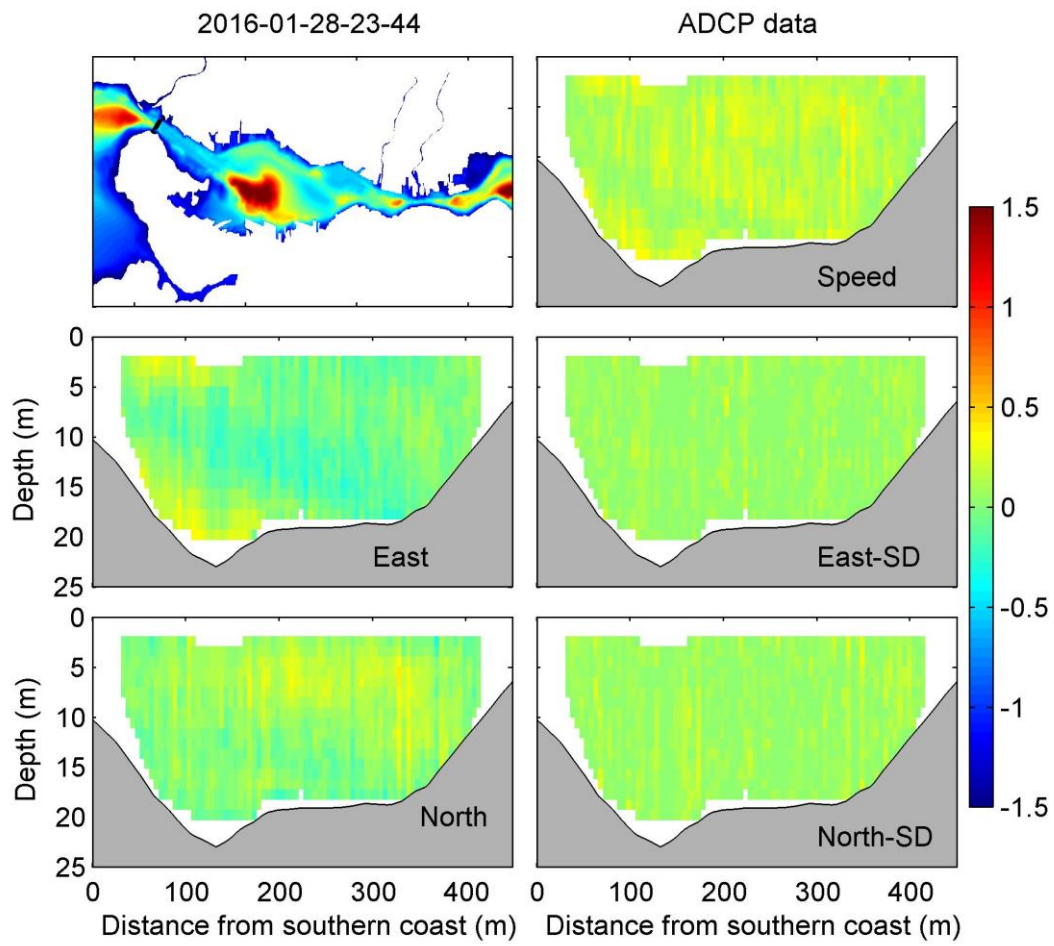 2016-01-28-23-44
ADCP data
Speed
1.5
1
0.5
0
-0.5
-1
-1.5
0
5
10
15
20
25
Depth (m)
East
East-SD
0
5
10
15
20
25
Depth (m)
North
North-SD
0 100 200 300 400
0 100 200 300 400
Distance from southern coast (m)
Distance from southern coast (m)